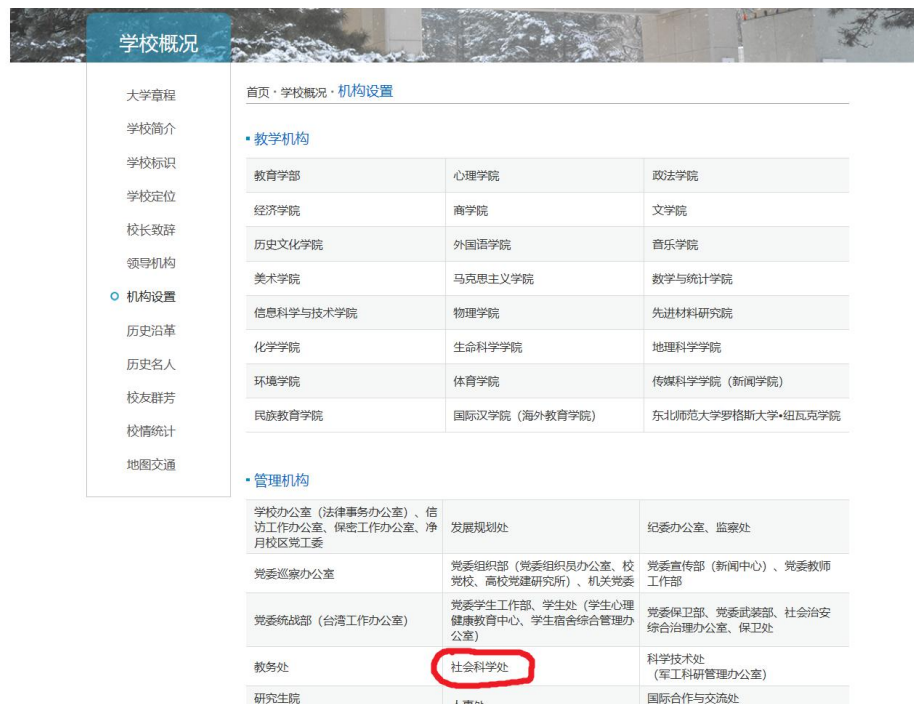 学校概况
大学章程
学校简介
学校标识
学校定位
校长致辞
领导机构
机构设置
历史沿革
历史名人
校友群芳
校情统计
地图交通
首页 · 学校概况 · 机构设置
教学机构
教育学部 心理学院 政法学院
经济学院 商学院 文学院
历史文化学院 外国语学院 音乐学院
美术学院 马克思主义学院 数学与统计学院
信息科学与技术学院 物理学院 先进材料研究院
化学学院 生命科学学院 地理科学学院
环境学院 体育学院 传媒科学学院（新闻学院）
民族教育学院 国际汉学院（海外教育学院） 东北师范大学罗格斯大学•纽瓦克学院
管理机构
学校办公室（法律事务办公室）、信
访工作办公室、保密工作办公室、净
月校区党工委
发展规划处
纪委办公室、监察处
党委巡察办公室
党委组织部（党委组织员办公室、校
党校、高校党建研究所）、机关党委
党委宣传部（新闻中心）、党委教师
工作部
党委统战部（台湾工作办公室）
党委学生工作部、学生处（学生心理
健康教育中心、学生宿舍综合管理办
公室）
党委保卫部、党委武装部、社会治安
综合治理办公室、保卫处
教务处
社会科学处
科学技术处
（军工科研管理办公室）
研究生院
人事处
国际合作与交流处